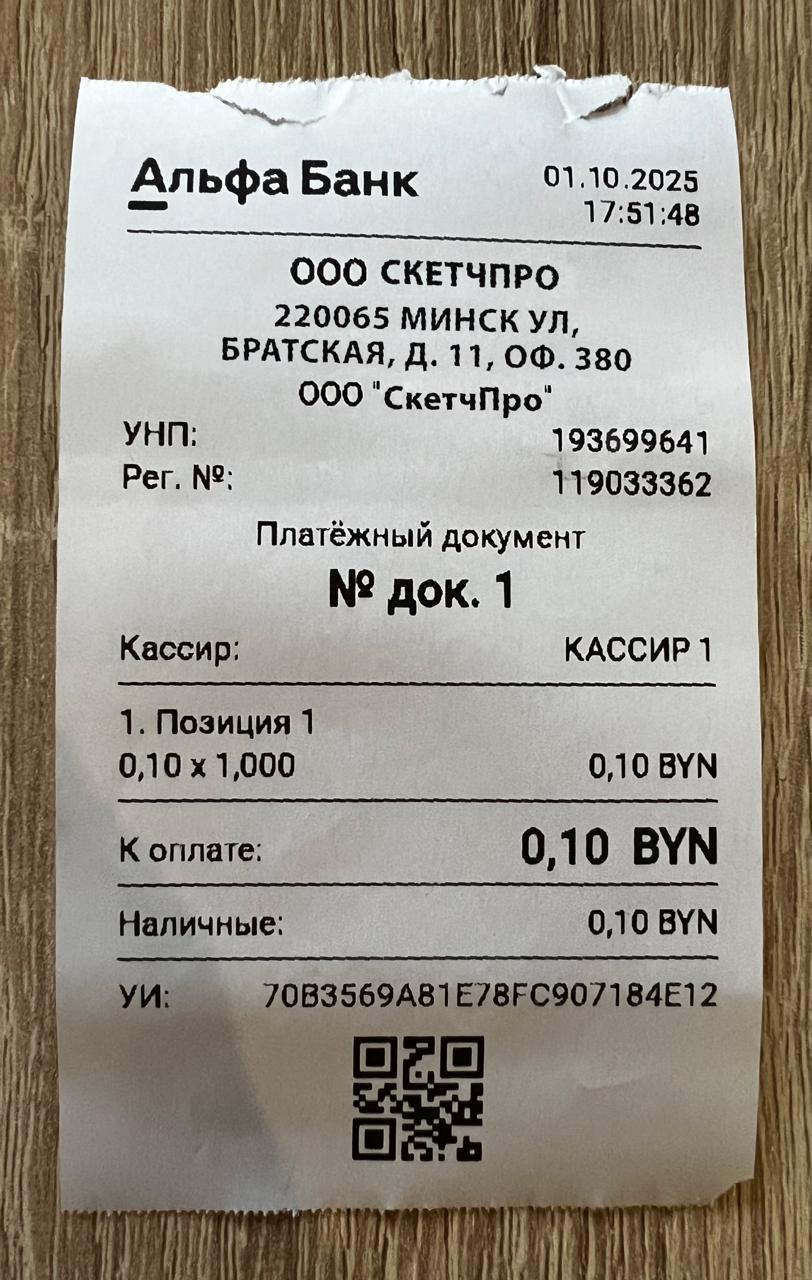 Альфа Банк 01.10.2025
17:51:48
ООО СКЕТЧПРО
220065 МИНСК УЛ,
БРАТСКАЯ, Д. 11, ОФ. 380
ООО "СкетчПро"
УНП: 193699641
Рег. №: 119033362
Платёжный документ
№ док. 1
Кассир: КАССИР 1
1. Позиция 1
0,10 x 1,000 0,10 BYN
К оплате: 0,10 BYN
Наличные: 0,10 BYN
УИ: 70B3569A81E78FC907184E12